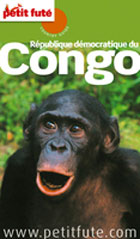 petit futé
République démocratique du
Congo
www.petitfute.com